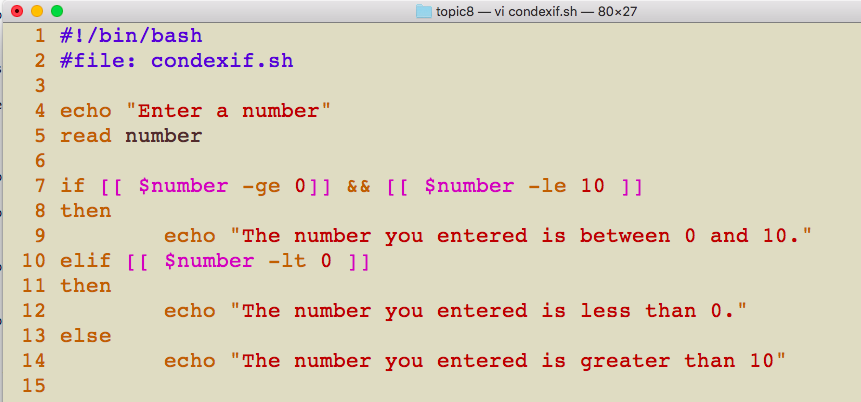 topic8 — vi condexif.sh — 80×27
1 #!/bin/bash
2 #file: condexif.sh
3
4 echo "Enter a number"
5 read number
6
7 if [[ $number -ge 0]] && [[ $number -le 10 ]]
8 then
9         echo "The number you entered is between 0 and 10."
10 elif [[ $number -lt 0 ]]
11 then
12         echo "The number you entered is less than 0."
13 else
14         echo "The number you entered is greater than 10"
15